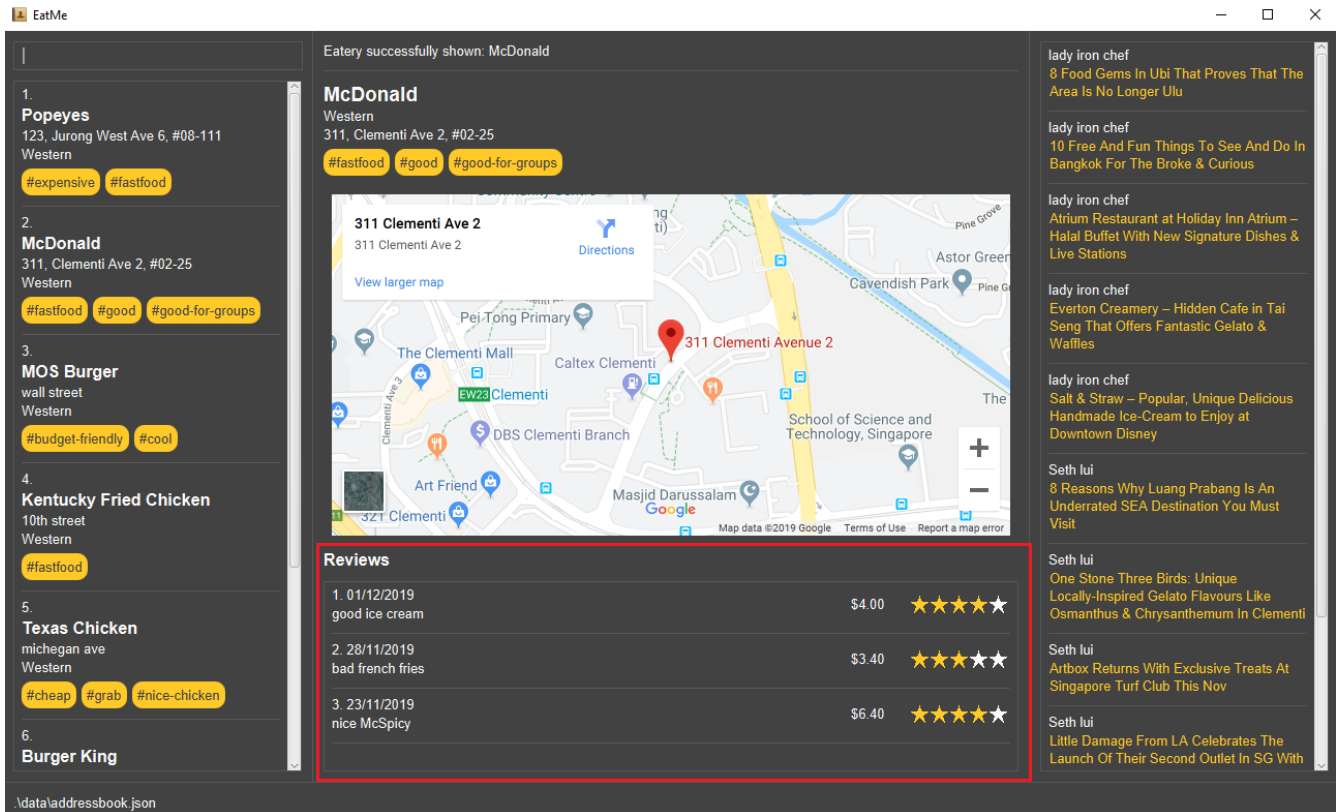 EatMe
1.
Popeyes
123, Jurong West Ave 6, #08-111
Western
#expensive #fastfood
2.
McDonald
311, Clementi Ave 2, #02-25
Western
#fastfood #good #good-for-groups
3.
MOS Burger
wall street
Western
#budget-friendly #cool
4.
Kentucky Fried Chicken
10th street
Western
#fastfood
5.
Texas Chicken
michegan ave
Western
#cheap #grab #nice-chicken
6.
Burger King
Eatery successfully shown: McDonald
McDonald
Western
311, Clementi Ave 2, #02-25
#fastfood #good #good-for-groups
311 Clementi Ave 2
311 Clementi Ave 2
Directions
View larger map
Pine Grove
Astor Green
Cavendish Park
Pine G
Pei Tong Primary
311 Clementi Avenue 2
The Clementi Mall
Caltex Clementi
Clementi Ave 3
EW23 Clementi
The
School of Science and
Technology, Singapore
DBS Clementi Branch
Art Friend
Masjid Darussalam
321 Clementi
Google
Map data ©2019 Google Terms of Use Report a map error
Reviews
1. 01/12/2019
good ice cream
$4.00
2. 28/11/2019
bad french fries
$3.40
3. 23/11/2019
nice McSpicy
$6.40
lady iron chef
8 Food Gems In Ubi That Proves That The
Area Is No Longer Ulu
lady iron chef
10 Free And Fun Things To See And Do In
Bangkok For The Broke & Curious
lady iron chef
Atrium Restaurant at Holiday Inn Atrium –
Halal Buffet With New Signature Dishes &
Live Stations
lady iron chef
Everton Creamery – Hidden Cafe in Tai
Seng That Offers Fantastic Gelato &
Waffles
lady iron chef
Salt & Straw – Popular, Unique Delicious
Handmade Ice-Cream to Enjoy at
Downtown Disney
Seth lui
8 Reasons Why Luang Prabang Is An
Underrated SEA Destination You Must
Visit
Seth lui
One Stone Three Birds: Unique
Locally-Inspired Gelato Flavours Like
Osmanthus & Chrysanthemum In Clementi
Seth lui
Artbox Returns With Exclusive Treats At
Singapore Turf Club This Nov
Seth lui
Little Damage From LA Celebrates The
Launch Of Their Second Outlet In SG With
.\data\addressbook.json